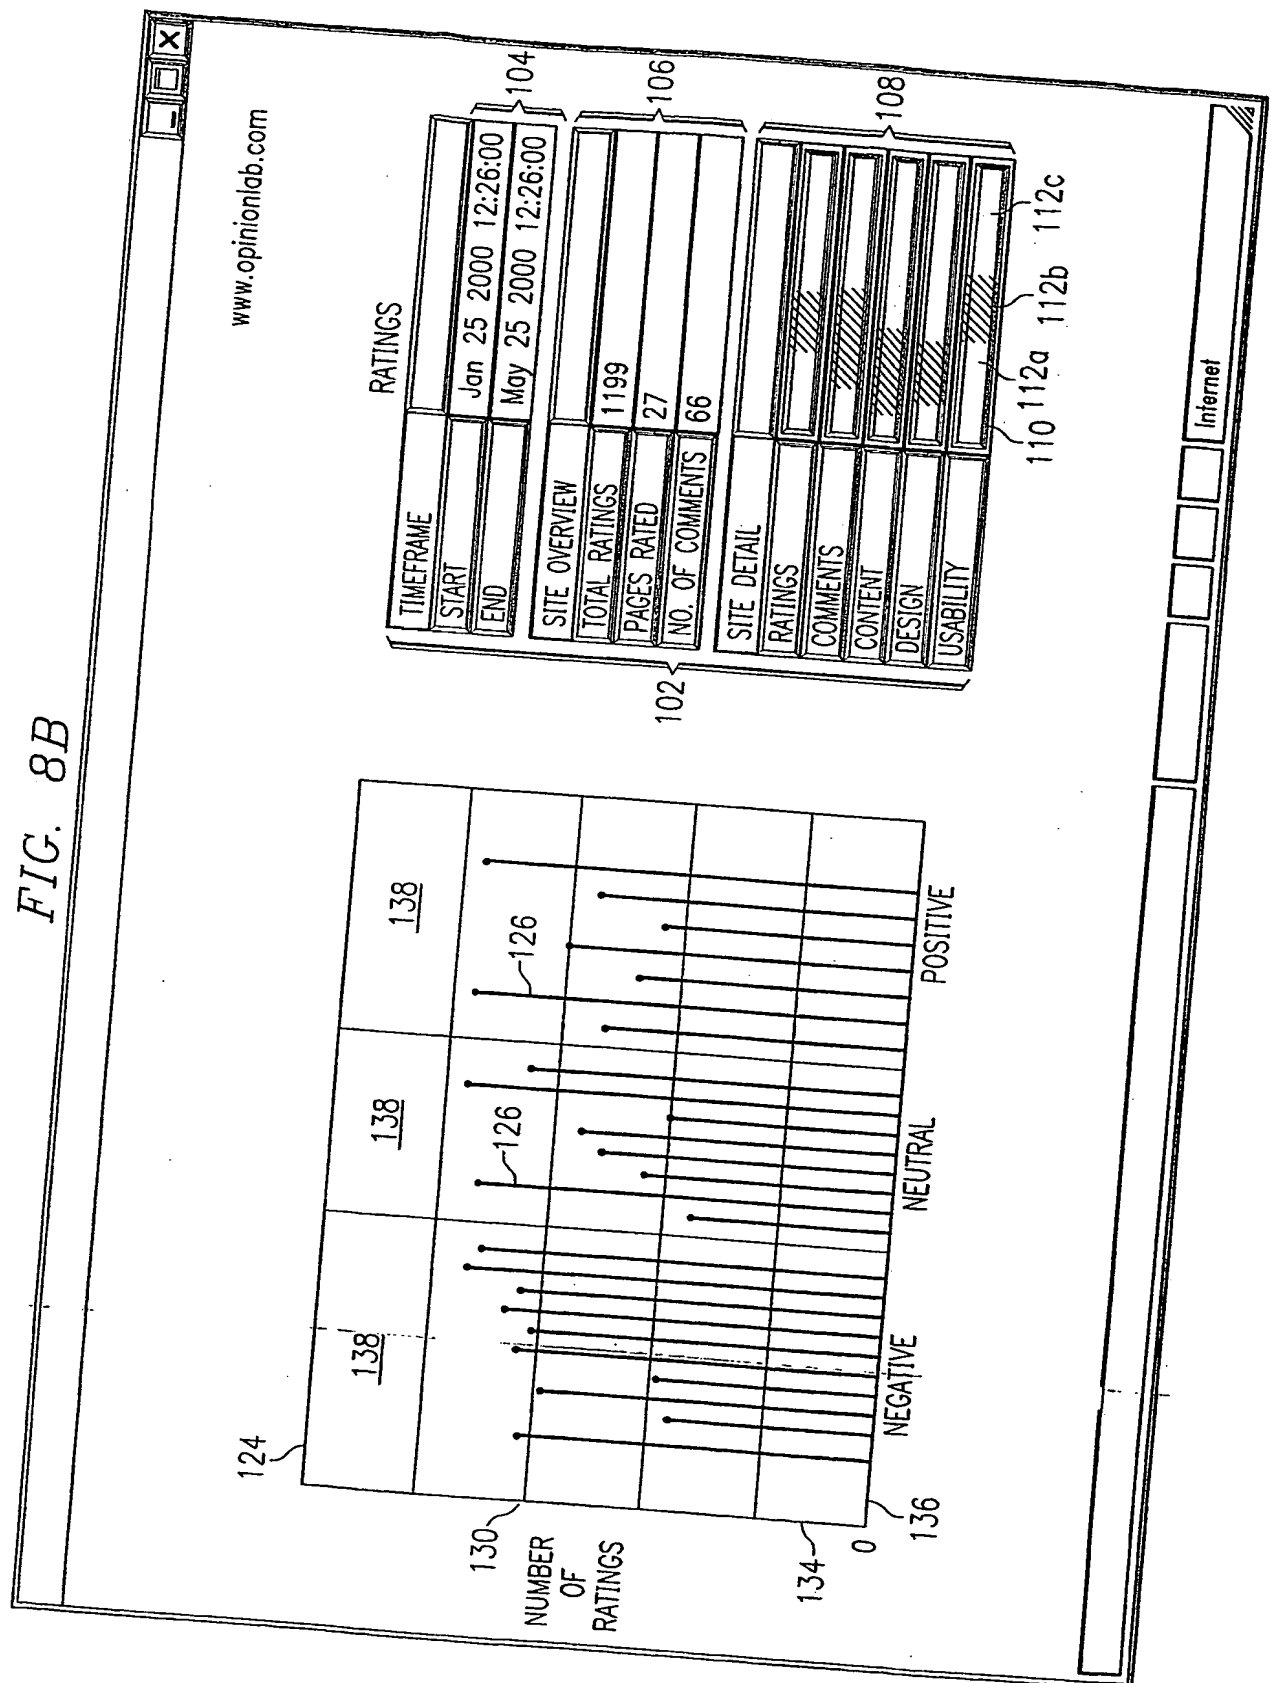 FIG. 8B
www.opinionlab.com
124
138
138
138
126
126
130
NUMBER
OF
RATINGS
134
0
136
NEGATIVE
NEUTRAL
POSITIVE
RATINGS
TIMEFRAME
START Jan 25 2000 12:26:00
END May 25 2000 12:26:00
104
SITE OVERVIEW
TOTAL RATINGS 1199
PAGES RATED 27
NO. OF COMMENTS 66
106
102
SITE DETAIL
RATINGS
COMMENTS
CONTENT
DESIGN
USABILITY
108
110
112a
112b
112c
Internet